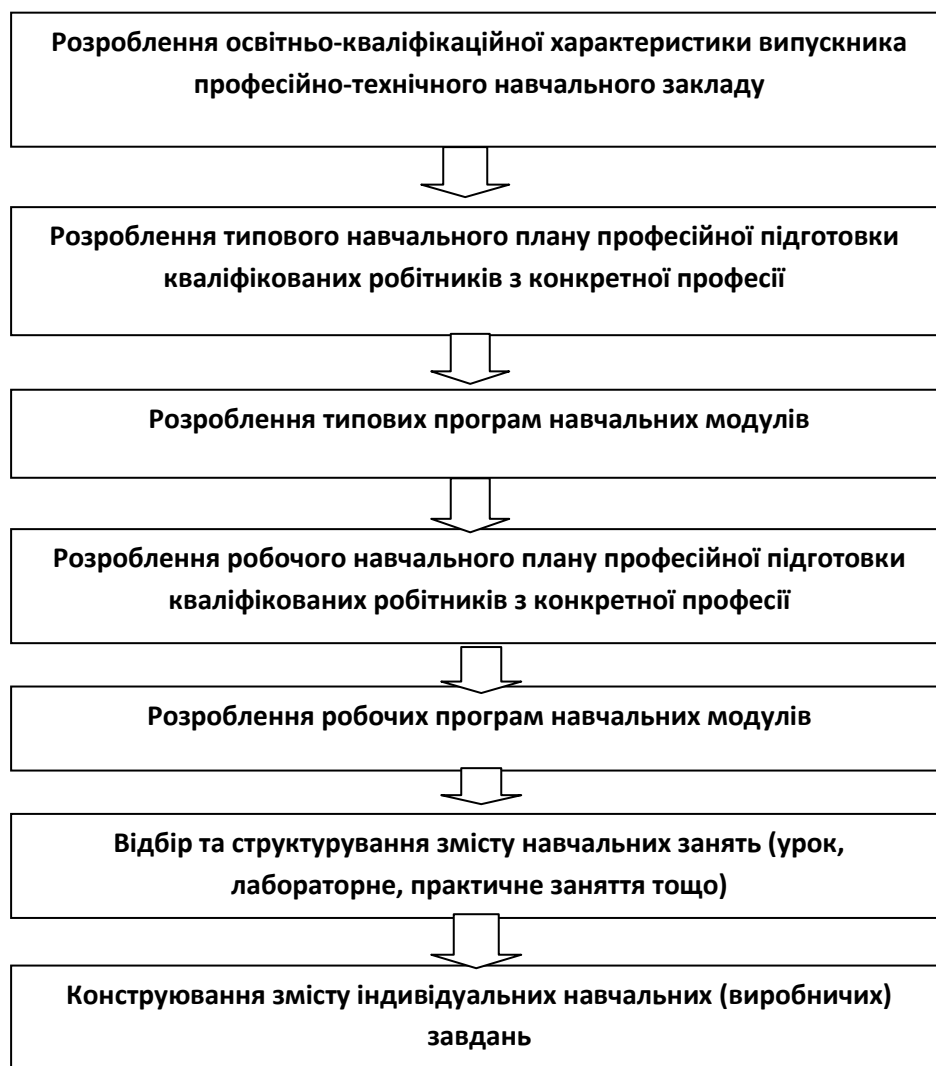 Розроблення освітньо-кваліфікаційної характеристики випускника
професійно-технічного навчального закладу
Розроблення типового навчального плану професійної підготовки
кваліфікованих робітників з конкретної професії
Розроблення типових програм навчальних модулів
Розроблення робочого навчального плану професійної підготовки
кваліфікованих робітників з конкретної професії
Розроблення робочих програм навчальних модулів
Відбір та структурування змісту навчальних занять (урок,
лабораторне, практичне заняття тощо)
Конструювання змісту індивідуальних навчальних (виробничих)
завдань